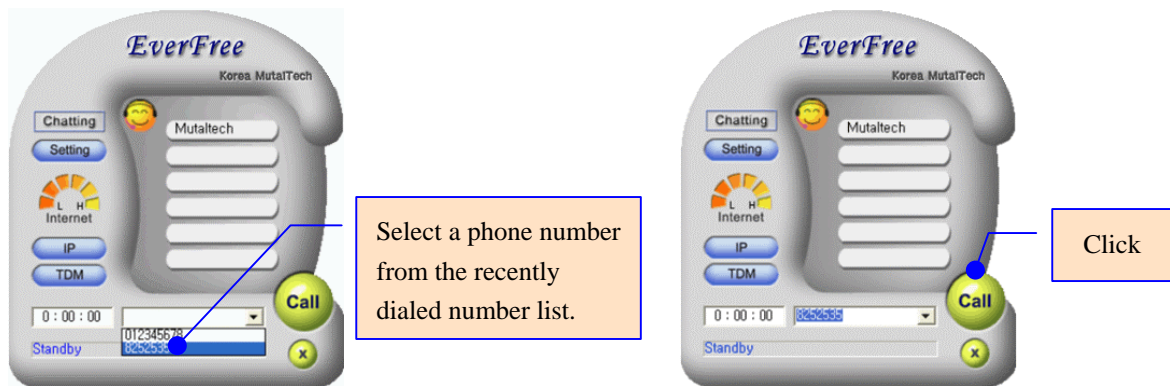 EverFree
Korea MutalTech
Chatting
Mutaltech
Setting
L H
Internet
IP
TDM
Call
0 : 00 : 00
012345678
8252535
Standby
x
Select a phone number
from the recently
dialed number list.
EverFree
Korea MutalTech
Chatting
Mutaltech
Setting
L H
Internet
IP
TDM
Call
0 : 00 : 00
8252535
Standby
x
Click